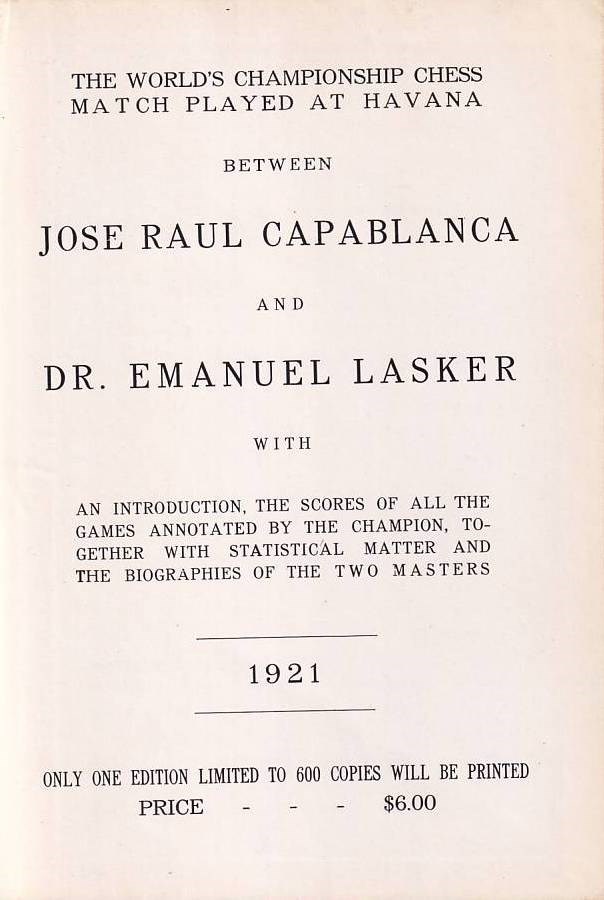 THE WORLD'S CHAMPIONSHIP CHESS
MATCH PLAYED AT HAVANA
BETWEEN
JOSE RAUL CAPABLANCA
AND
DR. EMANUEL LASKER
WITH
AN INTRODUCTION, THE SCORES OF ALL THE
GAMES ANNOTATED BY THE CHAMPION, TO-
GETHER WITH STATISTICAL MATTER AND
THE BIOGRAPHIES OF THE TWO MASTERS
1921
ONLY ONE EDITION LIMITED TO 600 COPIES WILL BE PRINTED
PRICE - - - $6.00